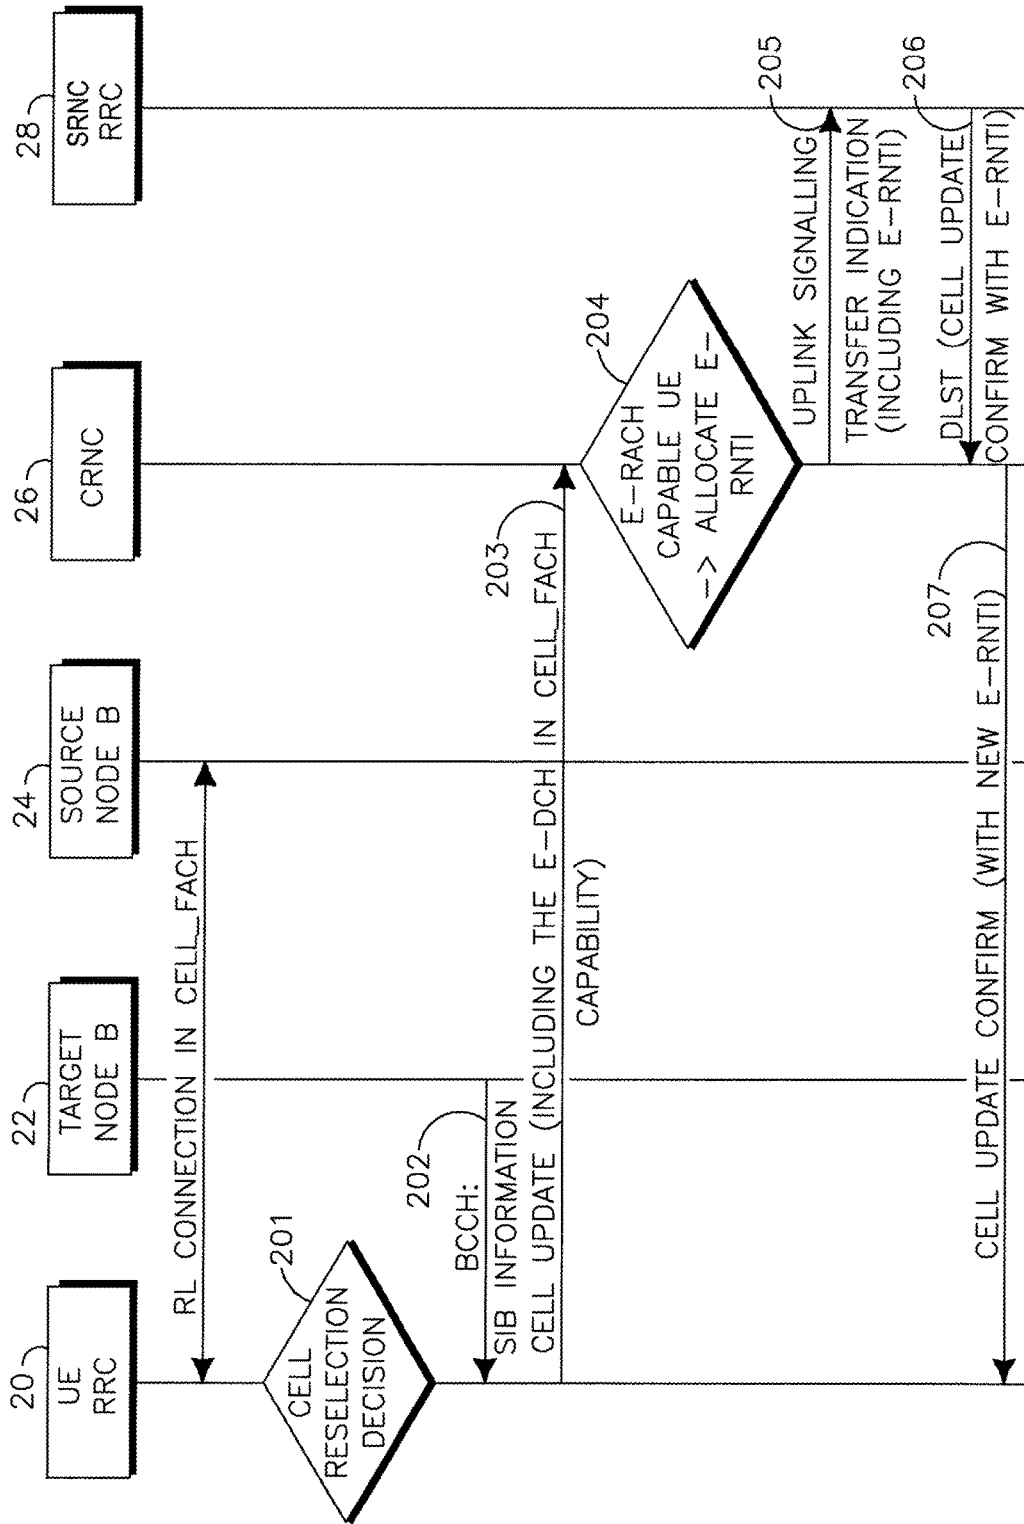 20
UE
RRC
22
TARGET
NODE B
24
SOURCE
NODE B
26
CRNC
28
SRNC
RRC
RL CONNECTION IN CELL_FACH
201
CELL
RESELECTION
DECISION
202
BCCH:
SIB INFORMATION
203
CELL UPDATE (INCLUDING THE E-DCH IN CELL_FACH
CAPABILITY)
204
E-RACH
CAPABLE UE
-> ALLOCATE E-
RNTI
205
UPLINK SIGNALLING
TRANSFER INDICATION
(INCLUDING E-RNTI)
206
DLST (CELL UPDATE
CONFIRM WITH E-RNTI)
207
CELL UPDATE CONFIRM (WITH NEW E-RNTI)